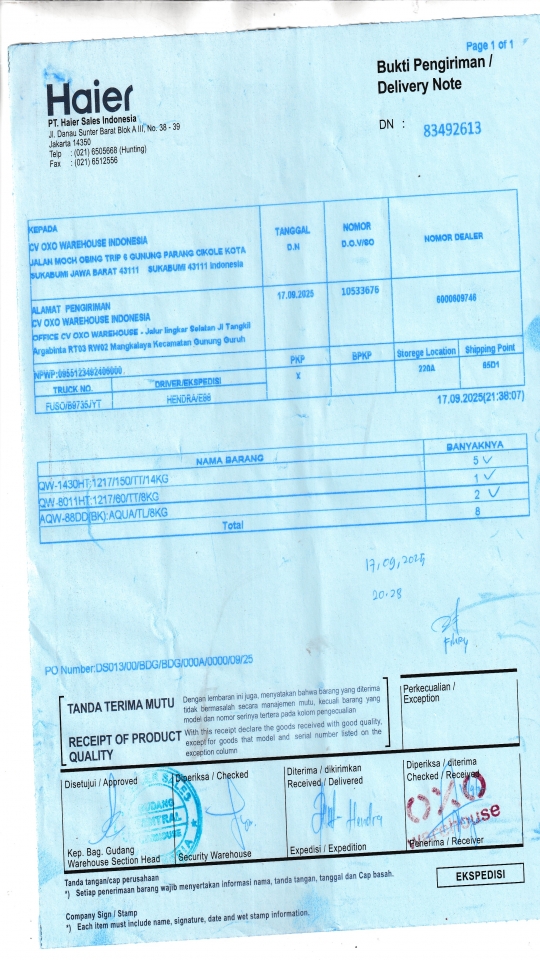 Page 1 of 1
Bukti Pengiriman /
Delivery Note
Haier
PT. Haier Sales Indonesia
Jl. Danau Sunter Barat Blok A III, No. 38 - 39
Jakarta 14350
Telp : (021) 6505668 (Hunting)
Fax : (021) 6512556
DN : 83492613
KEPADA
CV OXO WAREHOUSE INDONESIA
JALAN MOCH OBING TRIP 6 GUNUNG PARANG CIKOLE KOTA
SUKABUMI JAWA BARAT 43111 SUKABUMI 43111 Indonesia
TANGGAL
D.N
NOMOR
D.O.V/SO
NOMOR DEALER
ALAMAT PENGIRIMAN
CV OXO WAREHOUSE INDONESIA
OFFICE CV OXO WAREHOUSE - Jalur lingkar Selatan Jl Tangkil
Argabinta RT03 RW02 Mangkalaya Kecamatan Gunung Guruh
17.09.2025
10533676
6000609746
NPWP:0955123492405000.
PKP
BPKP
Storege Location
Shipping Point
TRUCK NO.
DRIVER/EKSPEDISI
X
220A
95D1
FUSO/B9735JYT
HENDRA/E86
17.09.2025(21:38:07)
NAMA BARANG
BANYAKNYA
QW-1430HT:1217/150/TT/14KG
5
QW-8011HT:1217/80/TT/8KG
1
AQW-88DD(BK):AQUA/TL/8KG
2
Total
8
17,09,2025
20.28
PO Number:DS013/00/BDG/BDG/000A/0000/09/25
TANDA TERIMA MUTU
Dengan lembaran ini juga, menyatakan bahwa barang yang diterima
tidak bermasalah secara manajemen mutu, kecuali barang yang
model dan nomor serinya tertera pada kolom pengecualian
RECEIPT OF PRODUCT
QUALITY
With this receipt declare the goods received with good quality,
except for goods that model and serial number listed on the
exception column
Perkecualian /
Exception
Disetujui / Approved
Diperiksa / Checked
Diterima / dikirimkan
Received / Delivered
Diperiksa / diterima
Checked / Received
GUDANG
CENTRAL
Hendra
OXO
WAREHOUSE
Kep. Bag. Gudang
Warehouse Section Head
Security Warehouse
Expedisi / Expedition
Penerima / Receiver
Tanda tangan/cap perusahaan
*) Setiap penerimaan barang wajib menyertakan informasi nama, tanda tangan, tanggal dan Cap basah.
EKSPEDISI
Company Sign / Stamp
*) Each item must include name, signature, date and wet stamp information.